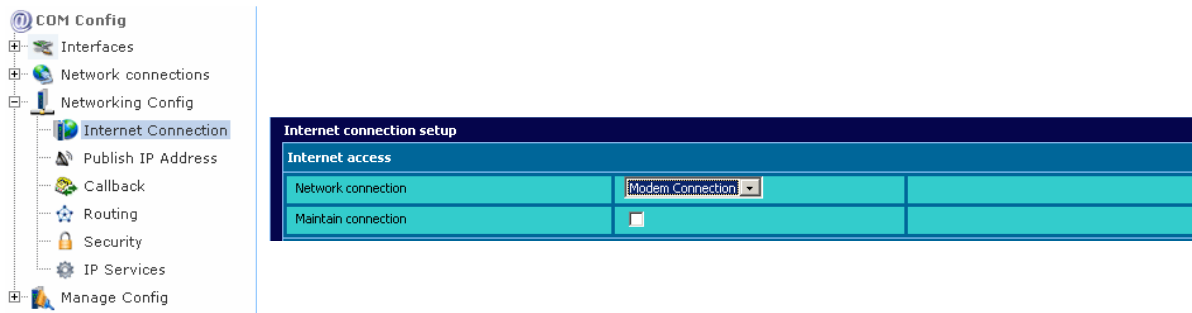 @ COM Config
Interfaces
Network connections
Networking Config
Internet Connection
Publish IP Address
Callback
Routing
Security
IP Services
Manage Config
Internet connection setup
Internet access
Network connection Modem Connection
Maintain connection